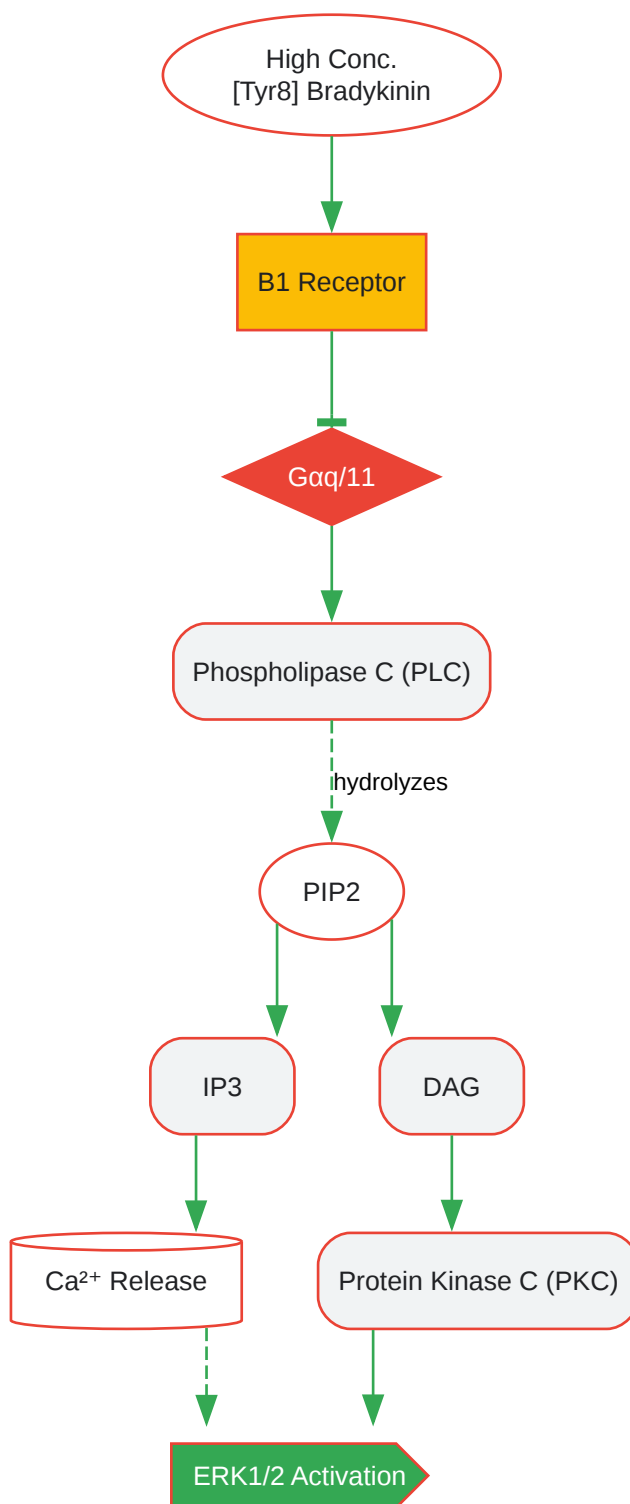 High Conc.
[Tyr8] Bradykinin
B1 Receptor
Gαq/11
Phospholipase C (PLC)
hydrolyzes
PIP2
IP3
DAG
Ca²⁺ Release
Protein Kinase C (PKC)
ERK1/2 Activation